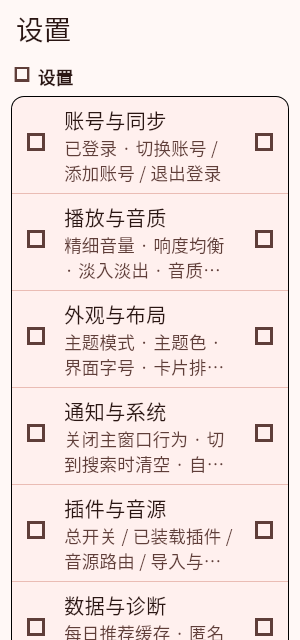 设置
设置
账号与同步
已登录 · 切换账号 /
添加账号 / 退出登录
播放与音质
精细音量 · 响度均衡
· 淡入淡出 · 音质…
外观与布局
主题模式 · 主题色 ·
界面字号 · 卡片排…
通知与系统
关闭主窗口行为 · 切
到搜索时清空 · 自…
插件与音源
总开关 / 已装载插件 /
音源路由 / 导入与…
数据与诊断
每日推荐缓存 · 匿名